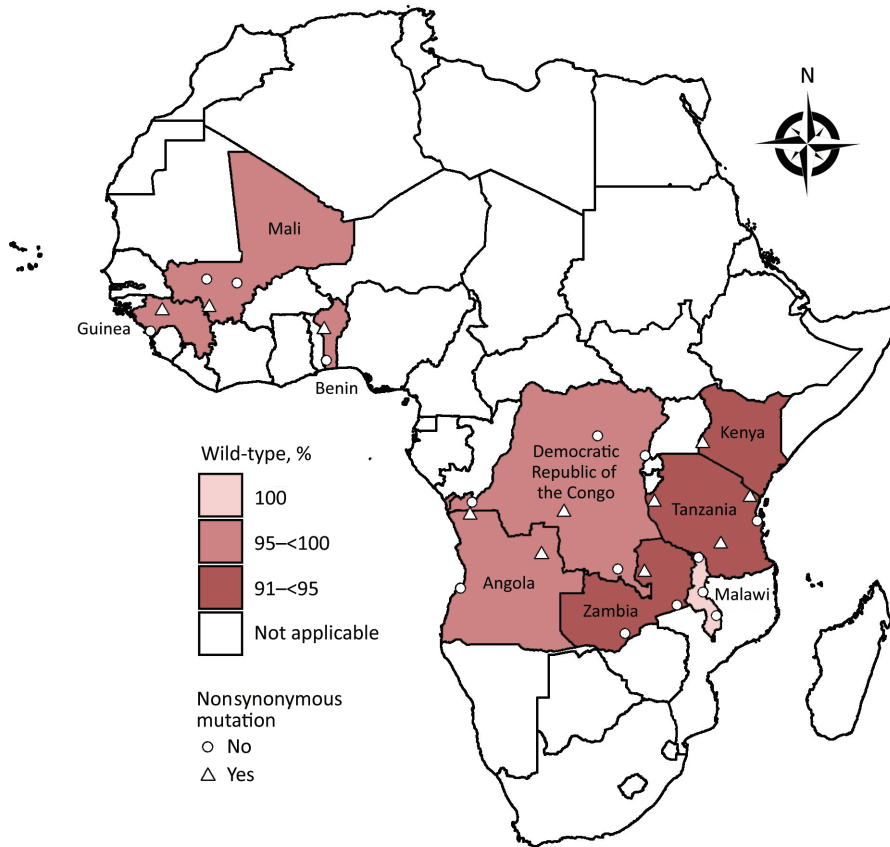 N
Mali
Guinea
Benin
Kenya
Wild-type, %
Democratic
Republic of
the Congo
100
Tanzania
95–<100
91–<95
Angola
Malawi
Zambia
Not applicable
Nonsynonymous
mutation
No
Yes